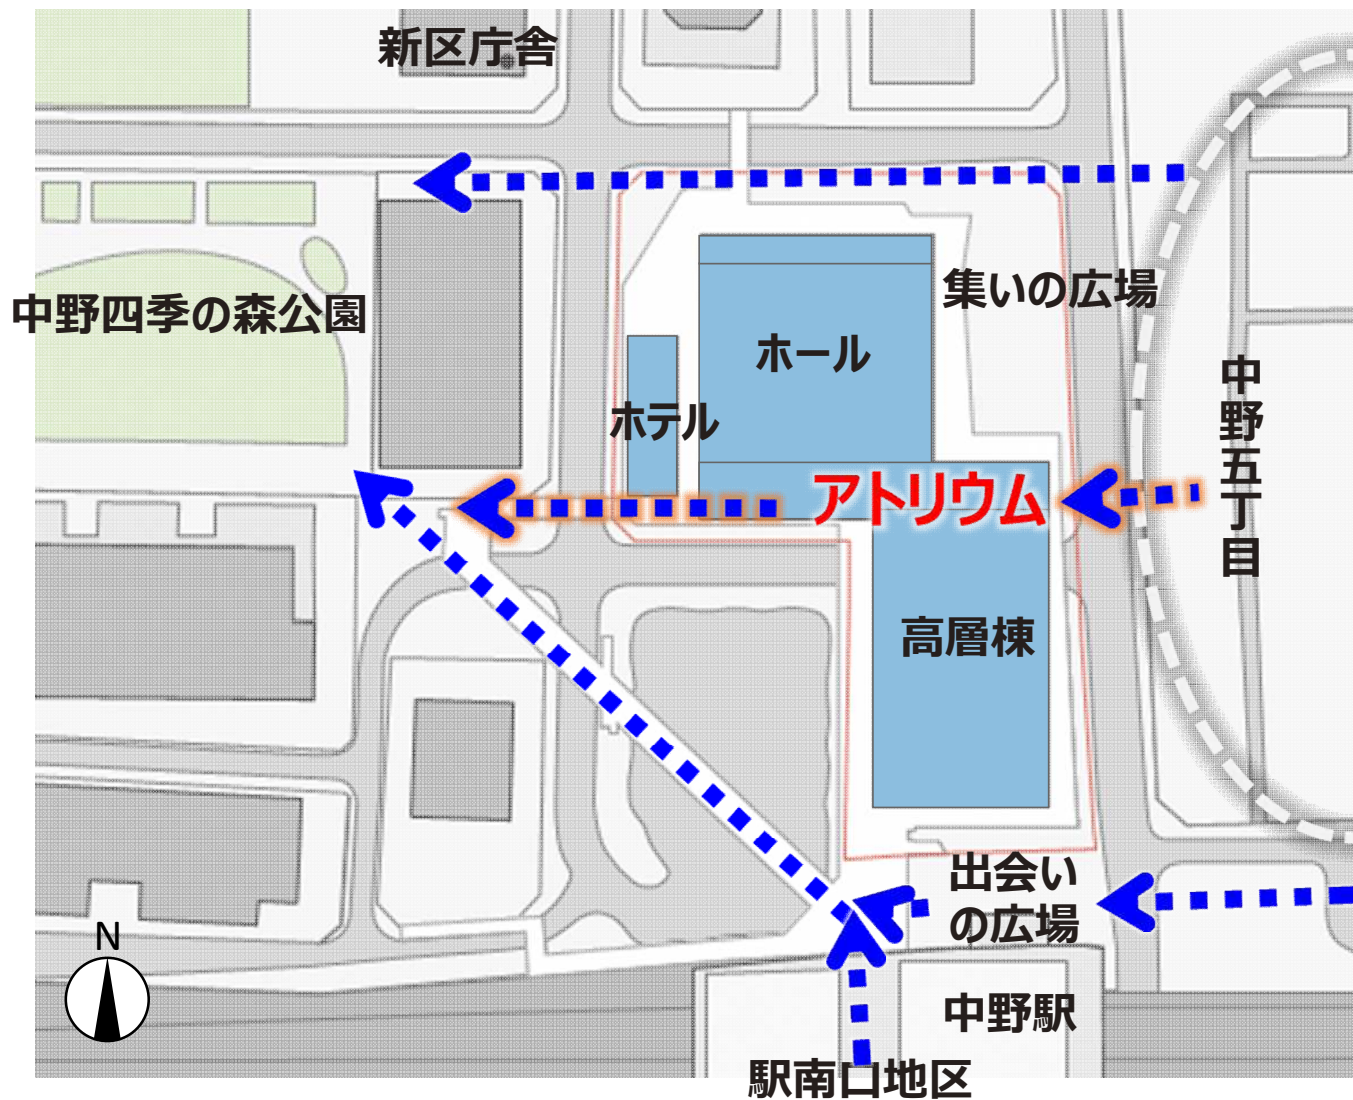 新区庁舎
中野四季の森公園
集いの広場
ホール
ホテル
中野五丁目
アトリウム
高層棟
出会い
の広場
N
中野駅
駅南口地区